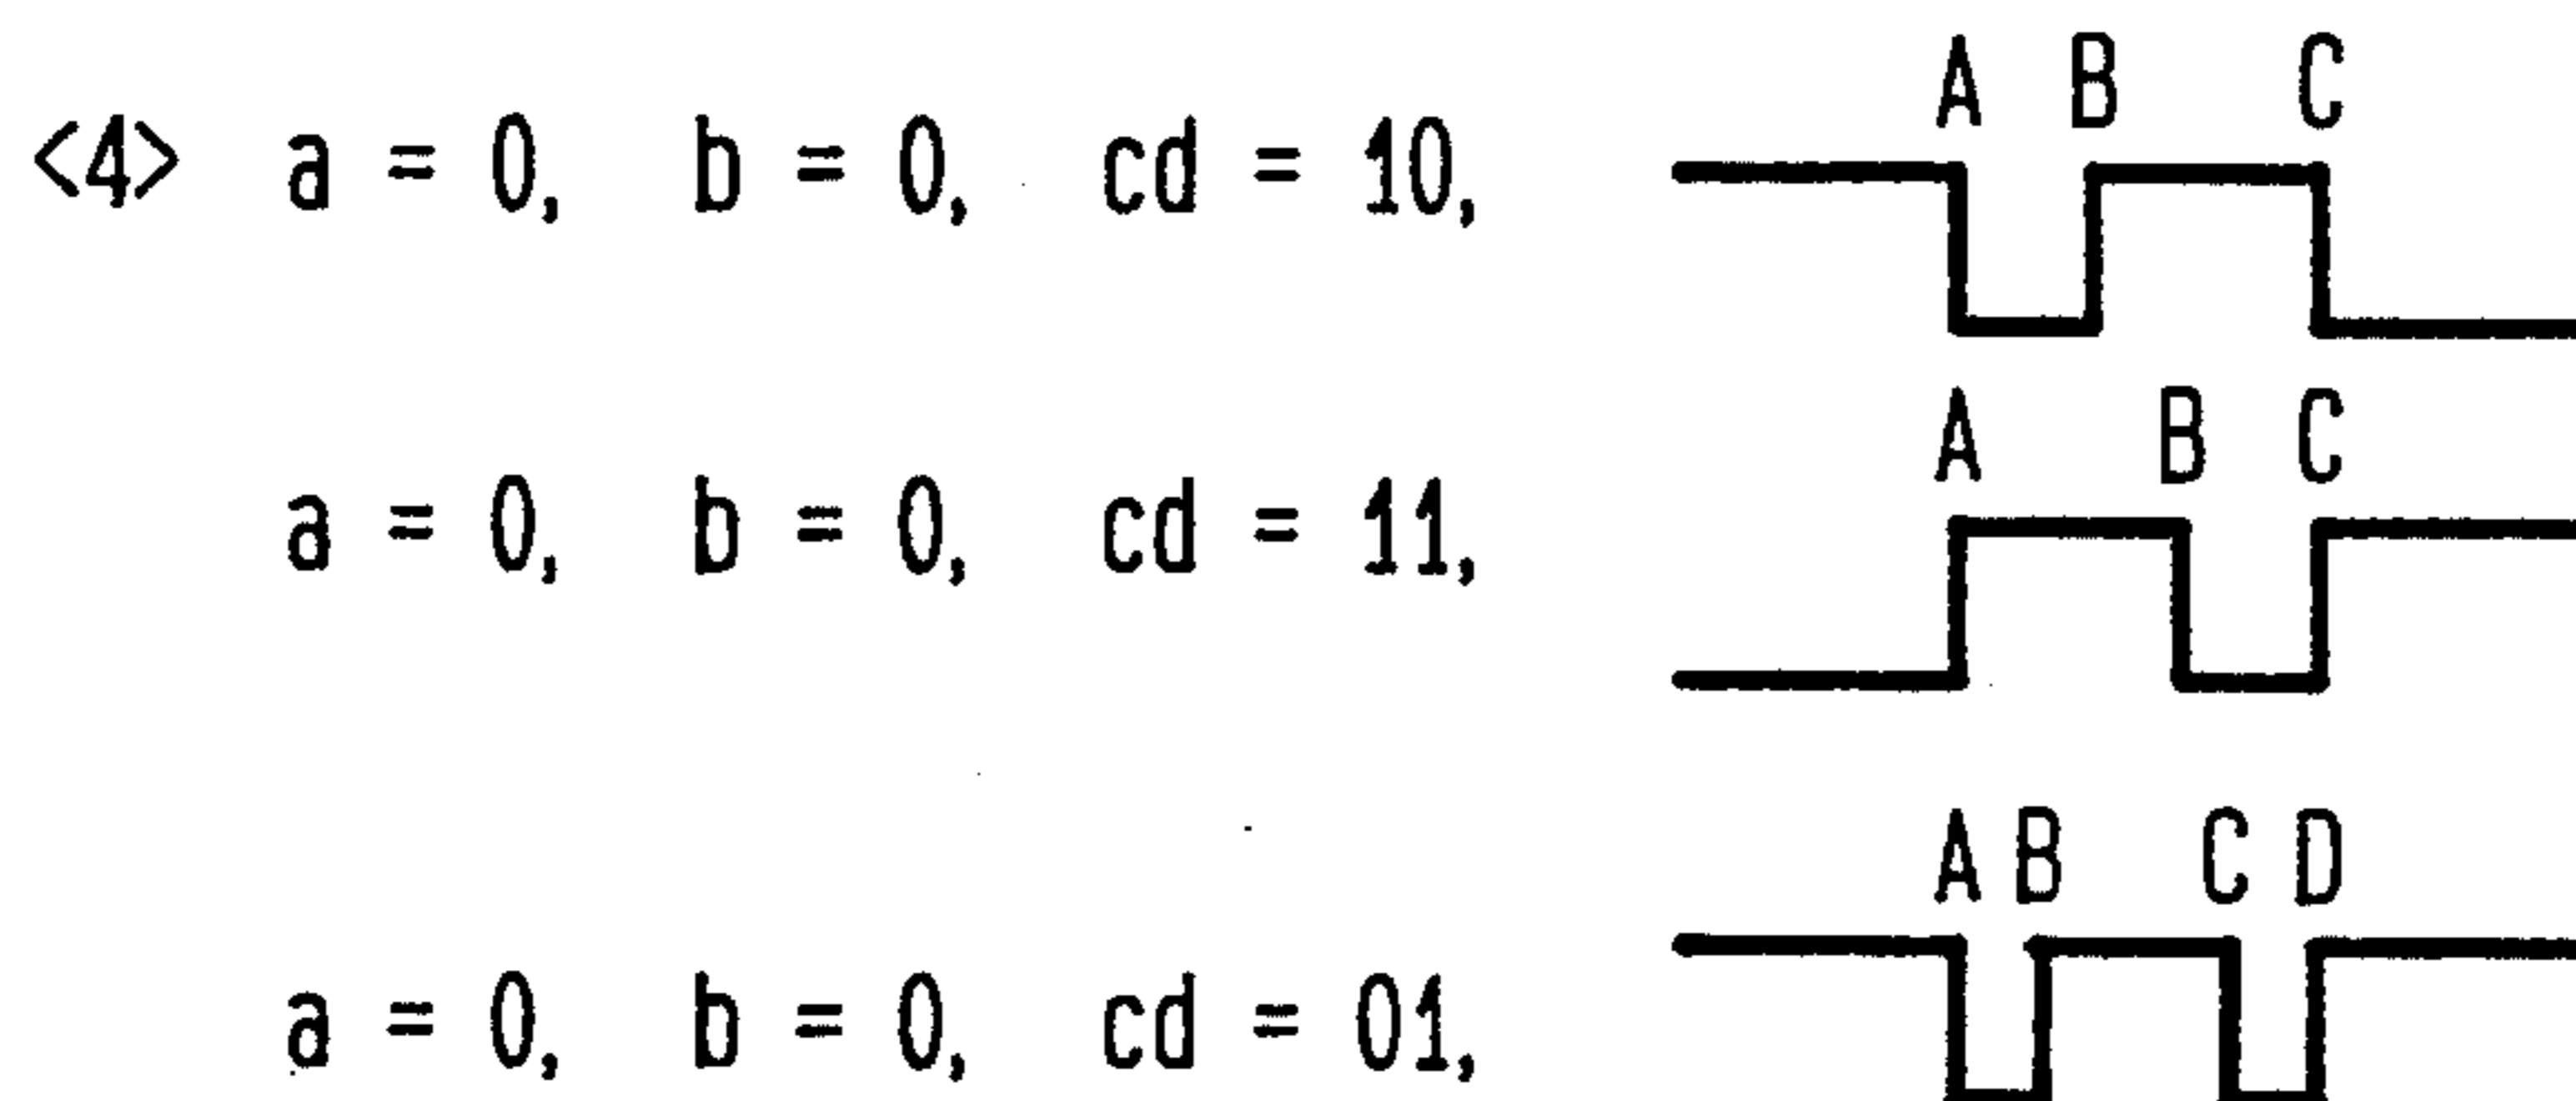 A B C
<4> a = 0, b = 0, cd = 10,
A B C
a = 0, b = 0, cd = 11,
A B C D
a = 0, b = 0, cd = 01,